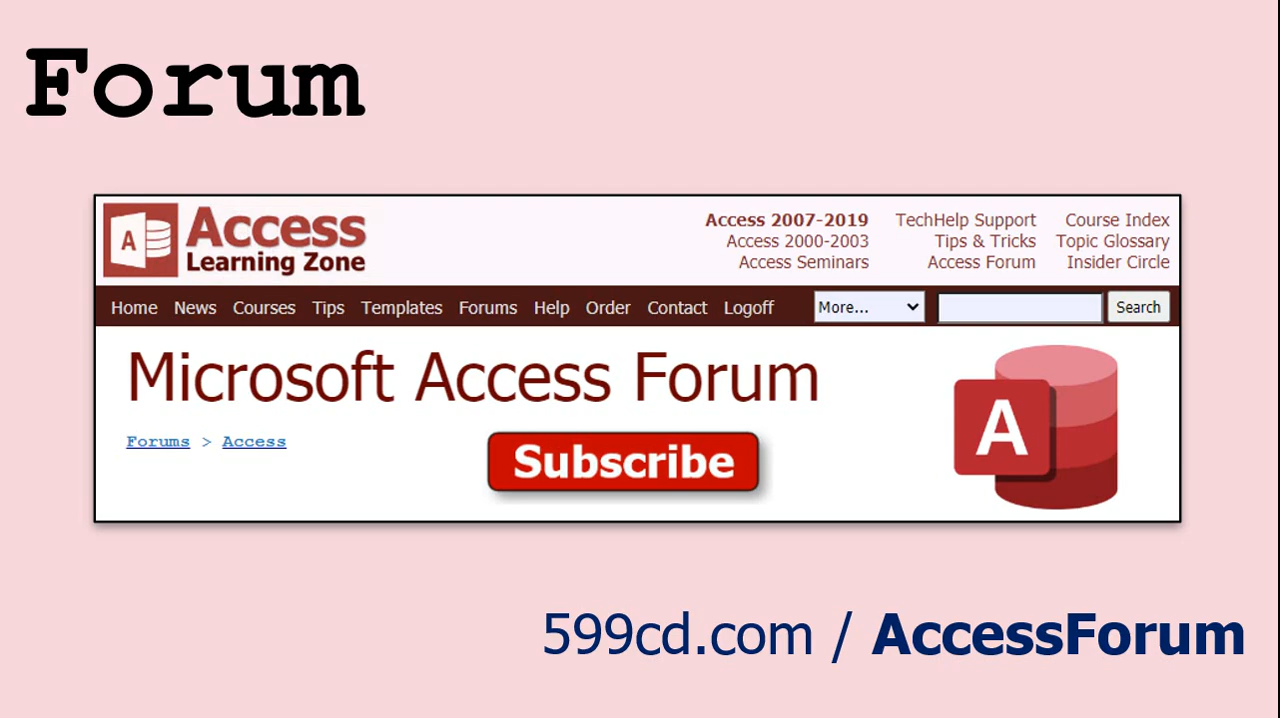 Forum
A Access
Learning Zone
Access 2007-2019 TechHelp Support Course Index
Access 2000-2003 Tips & Tricks Topic Glossary
Access Seminars Access Forum Insider Circle
Home News Courses Tips Templates Forums Help Order Contact Logoff More... Search
Microsoft Access Forum
Forums > Access
Subscribe
A
599cd.com / AccessForum